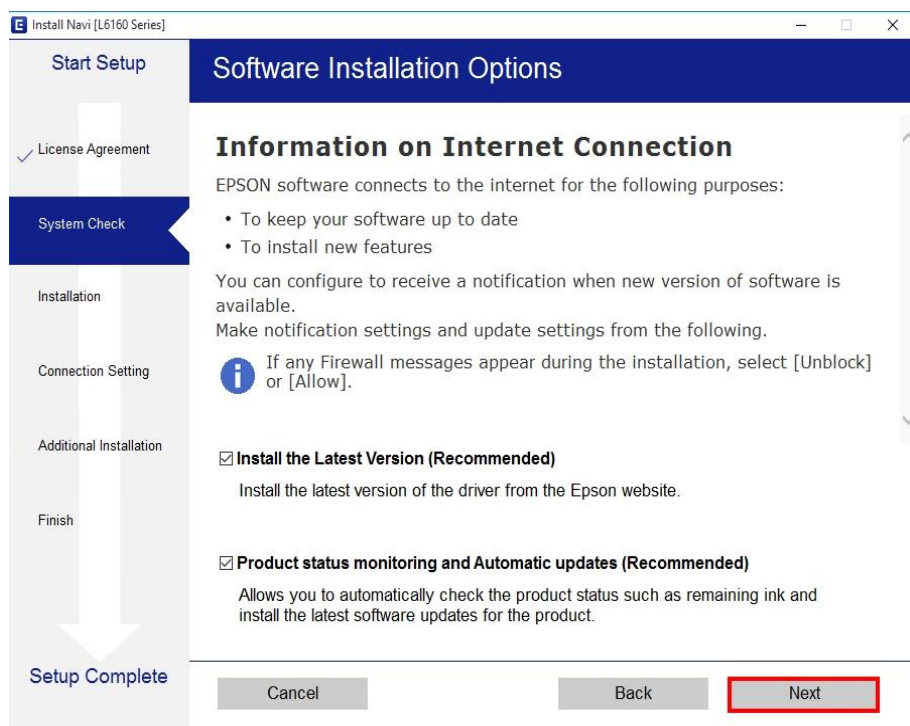 E Install Navi [L6160 Series]
Start Setup
Software Installation Options
License Agreement
System Check
Installation
Connection Setting
Additional Installation
Finish
Setup Complete
Information on Internet Connection
EPSON software connects to the internet for the following purposes:
• To keep your software up to date
• To install new features
You can configure to receive a notification when new version of software is
available.
Make notification settings and update settings from the following.
If any Firewall messages appear during the installation, select [Unblock]
or [Allow].
Install the Latest Version (Recommended)
Install the latest version of the driver from the Epson website.
Product status monitoring and Automatic updates (Recommended)
Allows you to automatically check the product status such as remaining ink and
install the latest software updates for the product.
Cancel
Back
Next